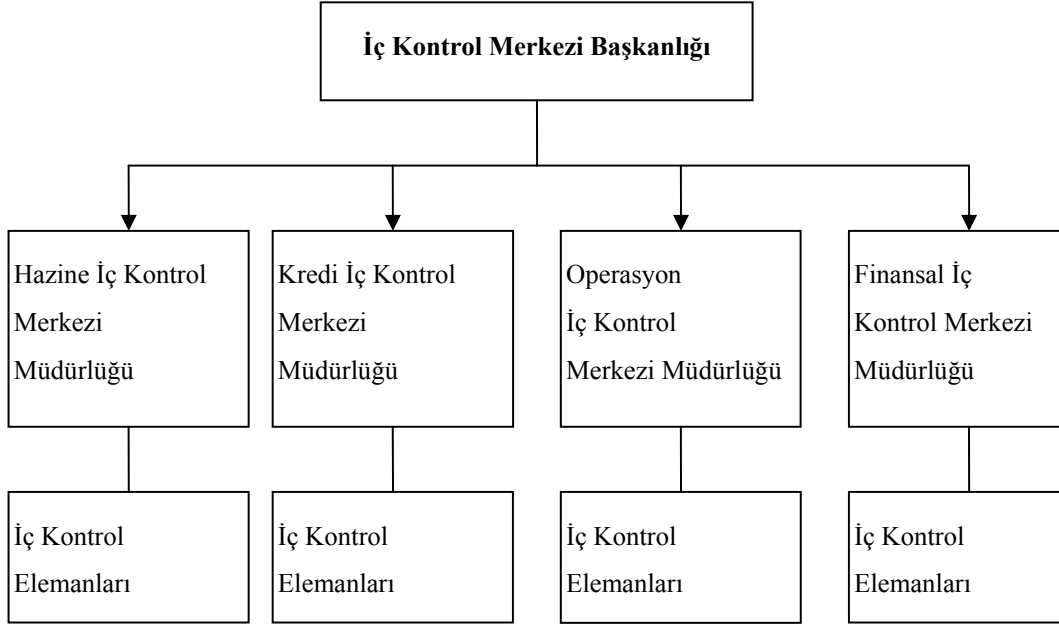 İç Kontrol Merkezi Başkanlığı
Hazine İç Kontrol
Merkezi
Müdürlüğü
Kredi İç Kontrol
Merkezi
Müdürlüğü
Operasyon
İç Kontrol
Merkezi Müdürlüğü
Finansal İç
Kontrol Merkezi
Müdürlüğü
İç Kontrol
Elemanları
İç Kontrol
Elemanları
İç Kontrol
Elemanları
İç Kontrol
Elemanları